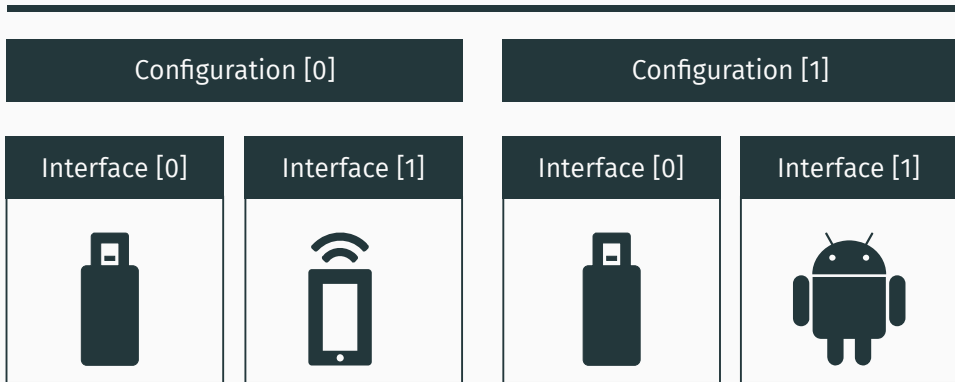 Configuration [0]
Configuration [1]
Interface [0]
Interface [1]
Interface [0]
Interface [1]